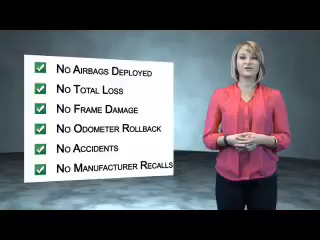 No Airbags Deployed
No Total Loss
No Frame Damage
No Odometer Rollback
No Accidents
No Manufacturer Recalls